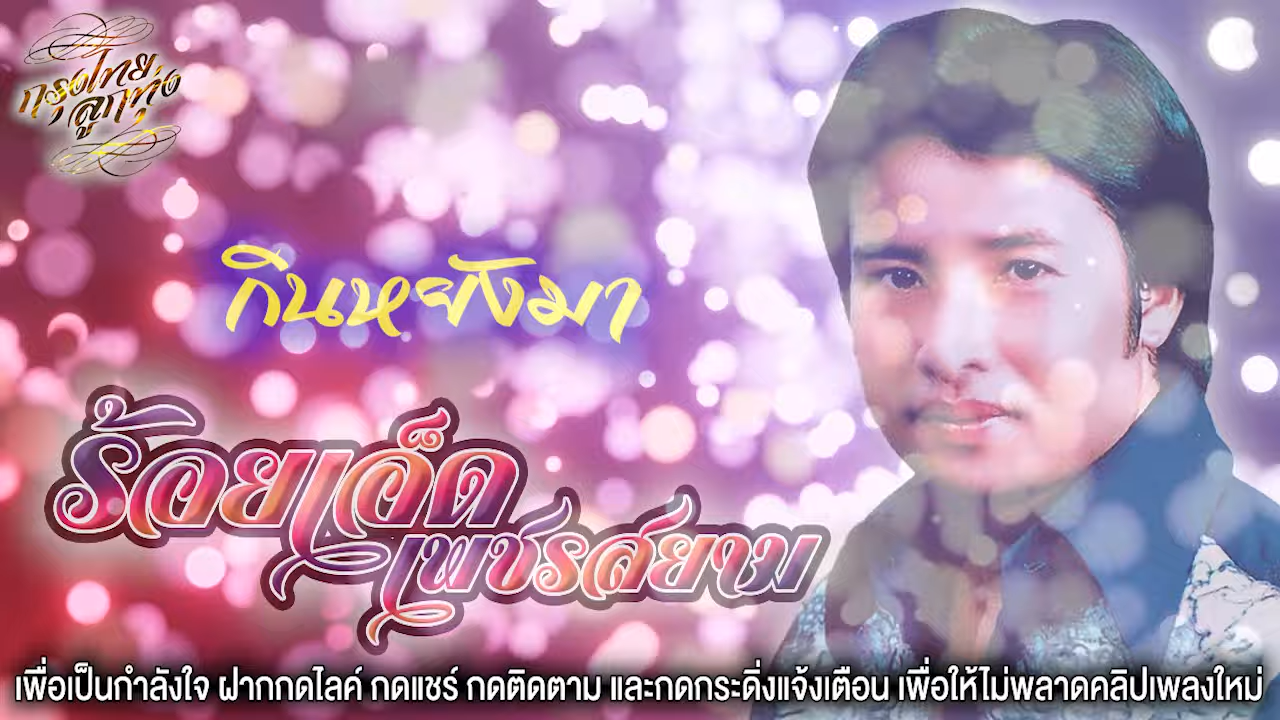 กรุงไทย
ลูกทุ่ง
กินหยังมา
ร้อยเอ็ด
เพชรสยาม
เพื่อเป็นกำลังใจ ฝากกดไลค์ กดแชร์ กดติดตาม และกดกระดิ่งแจ้งเตือน เพื่อให้ไม่พลาดคลิปเพลงใหม่